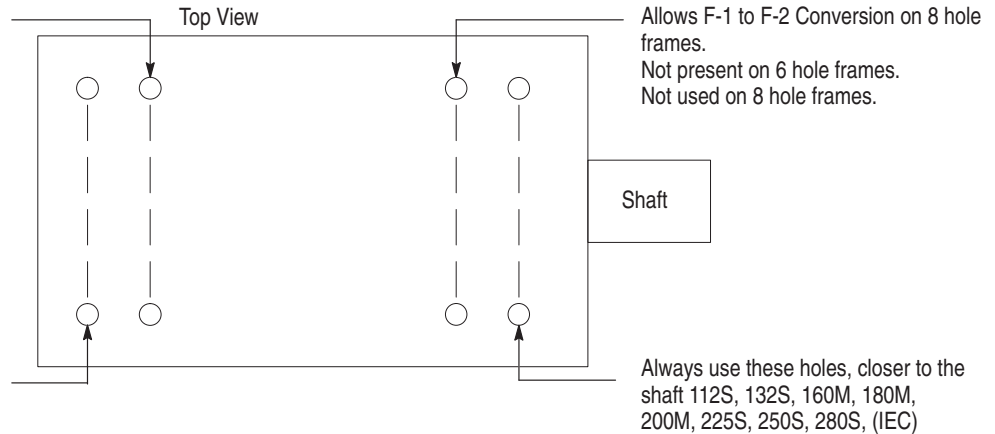 Top View
Allows F-1 to F-2 Conversion on 8 hole
frames.
Not present on 6 hole frames.
Not used on 8 hole frames.
Shaft
Always use these holes, closer to the
shaft 112S, 132S, 160M, 180M,
200M, 225S, 250S, 280S, (IEC)